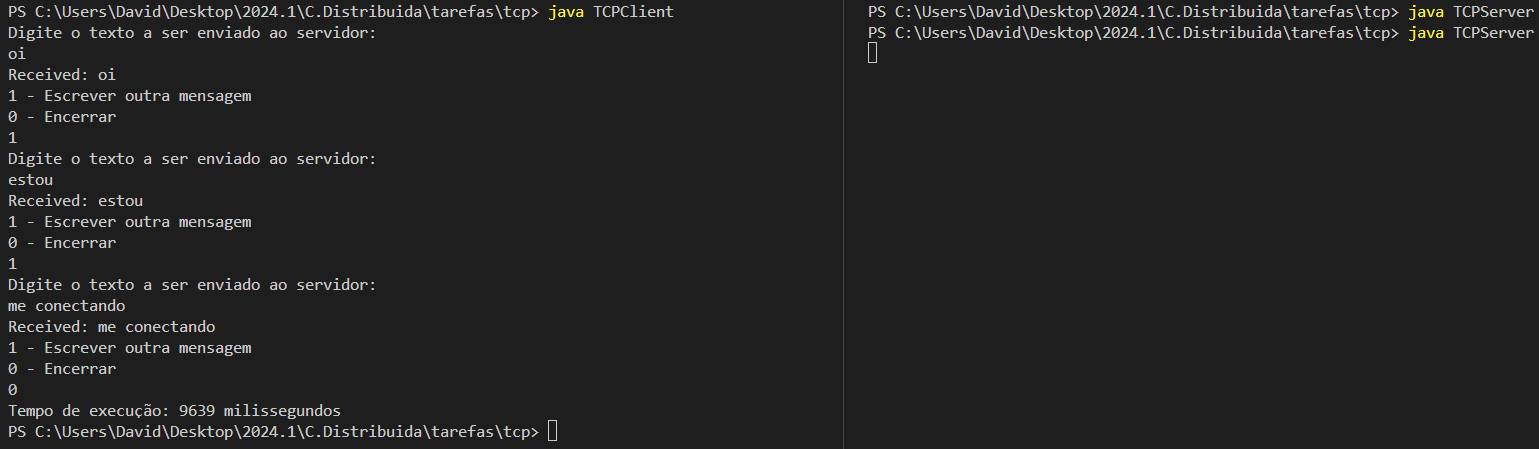 PS C:\Users\David\Desktop\2024.1\C.Distribuida\tarefas\tcp> java TCPClient
Digite o texto a ser enviado ao servidor:
oi
Received: oi
1 - Escrever outra mensagem
0 - Encerrar
1
Digite o texto a ser enviado ao servidor:
estou
Received: estou
1 - Escrever outra mensagem
0 - Encerrar
1
Digite o texto a ser enviado ao servidor:
me conectando
Received: me conectando
1 - Escrever outra mensagem
0 - Encerrar
0
Tempo de execução: 9639 milissegundos
PS C:\Users\David\Desktop\2024.1\C.Distribuida\tarefas\tcp>
PS C:\Users\David\Desktop\2024.1\C.Distribuida\tarefas\tcp> java TCPServer
PS C:\Users\David\Desktop\2024.1\C.Distribuida\tarefas\tcp> java TCPServer